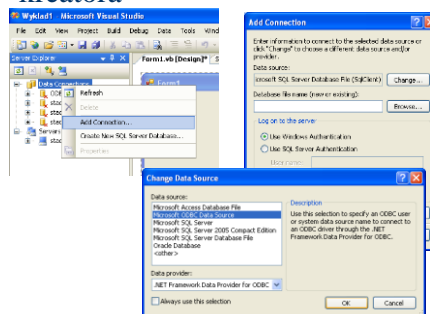 kreatora
Wyklad1 Microsoft Visual Studio
File Edit View Project Build Debug Data Tools Wind
Server Explorer
Form1.vb [Design]*
Data Connections
Form1
Refresh
Delete
Add Connection...
Create New SQL Server Database...
Properties
Servers
Add Connection
Enter information to connect to the selected data source or
click "Change" to choose a different data source and/or
provider.
Data source:
icrosoft SQL Server Database File (SqlClient)
Change...
Database file name (new or existing):
Browse...
Log on to the server
Use Windows Authentication
Use SQL Server Authentication
User name:
Change Data Source
Data source:
Microsoft Access Database File
Microsoft ODBC Data Source
Microsoft SQL Server
Microsoft SQL Server 2005 Compact Edition
Microsoft SQL Server Database File
Oracle Database
<other>
Description
Use this selection to specify an ODBC user
or system data source name to connect to
an ODBC driver through the .NET
Framework Data Provider for ODBC.
Data provider:
.NET Framework Data Provider for ODBC
Always use this selection
OK
Cancel